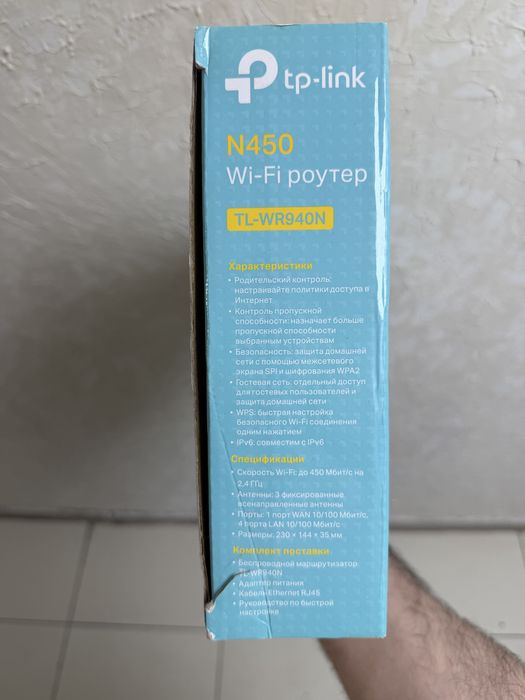 tp-link
N450
Wi-Fi роутер
TL-WR940N
Характеристики
• Родительский контроль:
настраивайте политики доступа в
Интернет
• Контроль пропускной
способности: назначает больше
пропускной способности
выбранным устройствам
• Безопасность: защита домашней
сети с помощью межсетевого
экрана SPI и шифрования WPA2
• Гостевая сеть: отдельный доступ
для гостевых пользователей и
защита домашней сети
• WPS: быстрая настройка
безопасного Wi-Fi соединения
одним нажатием
• IPv6: совместим с IPv6
Спецификации
• Скорость Wi-Fi: до 450 Мбит/с на
2,4 ГГц
• Антенны: 3 фиксированные
всенаправленные антенны
• Порты: 1 порт WAN 10/100 Мбит/с,
4 порта LAN 10/100 Мбит/с
• Размеры: 230 × 144 × 35 мм
Комплект поставки
• Беспроводной маршрутизатор
TL-WR940N
• Адаптер питания
• Кабель Ethernet RJ45
• Руководство по быстрой
настройке